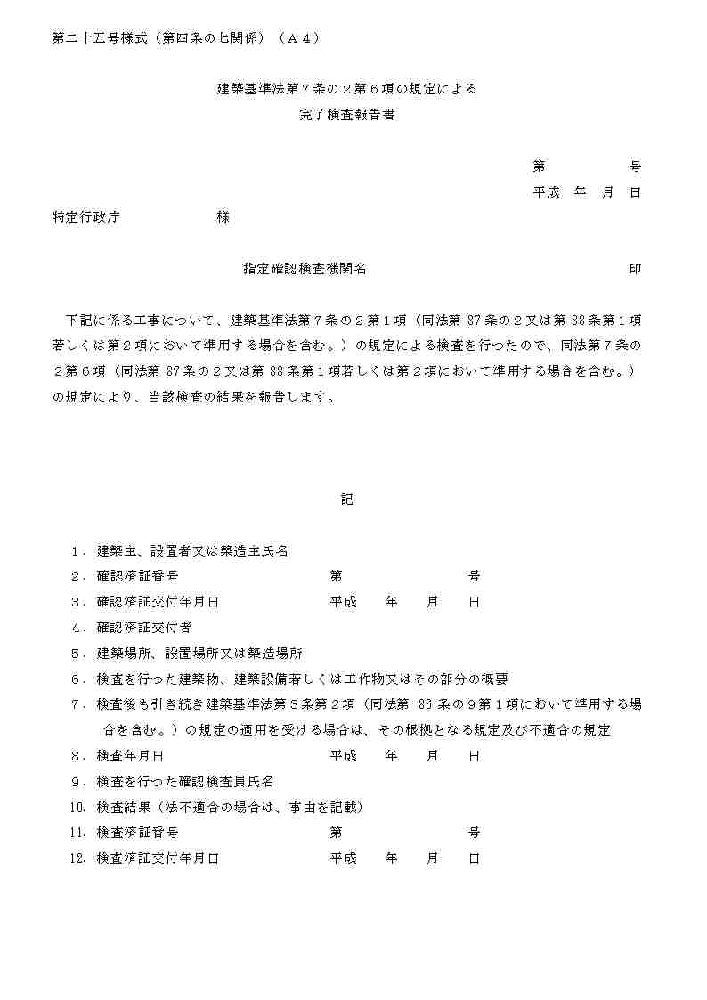 第二十五号様式（第四条の七関係）（Ａ４）
建築基準法第７条の２第６項の規定による
完了検査報告書
第　　　　　　号
平成　年　月　日
特定行政庁　　　　　　　様
指定確認検査機関名　　　　　　　　　　　　　　　　　　　印
下記に係る工事について、建築基準法第７条の２第１項（同法第 87条の２又は第 88条第１項
若しくは第２項において準用する場合を含む。）の規定による検査を行つたので、同法第７条の
２第６項（同法第 87条の２又は第 88条第１項若しくは第２項において準用する場合を含む。）
の規定により、当該検査の結果を報告します。
記
１．建築主、設置者又は築造主氏名
２．確認済証番号　　　　　　　　　　　第　　　　　　　　　号
３．確認済証交付年月日　　　　　　　　平成　　年　　月　　日
４．確認済証交付者
５．建築場所、設置場所又は築造場所
６．検査を行つた建築物、建築設備若しくは工作物又はその部分の概要
７．検査後も引き続き建築基準法第３条第２項（同法第 86 条の９第１項において準用する場
合を含む。）の規定の適用を受ける場合は、その根拠となる規定及び不適合の規定
８．検査年月日　　　　　　　　　　　　平成　　年　　月　　日
９．検査を行つた確認検査員氏名
10．検査結果（法不適合の場合は、事由を記載）
11．検査済証番号　　　　　　　　　　　第　　　　　　　　　号
12．検査済証交付年月日　　　　　　　　平成　　年　　月　　日